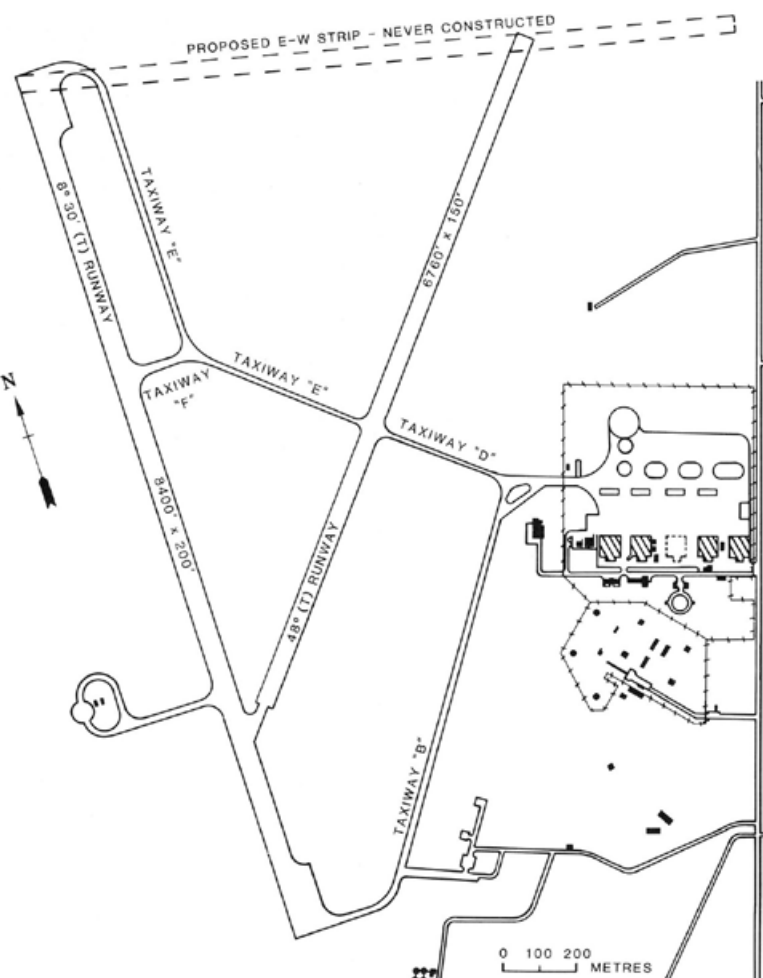 PROPOSED E-W STRIP - NEVER CONSTRUCTED
TAXIWAY "E"
8° 30' (T) RUNWAY
6760' x 150'
TAXIWAY "E"
TAXIWAY
"F"
N
TAXIWAY "D"
8400' x 200'
48° (T) RUNWAY
TAXIWAY "B"
0 100 200
METRES